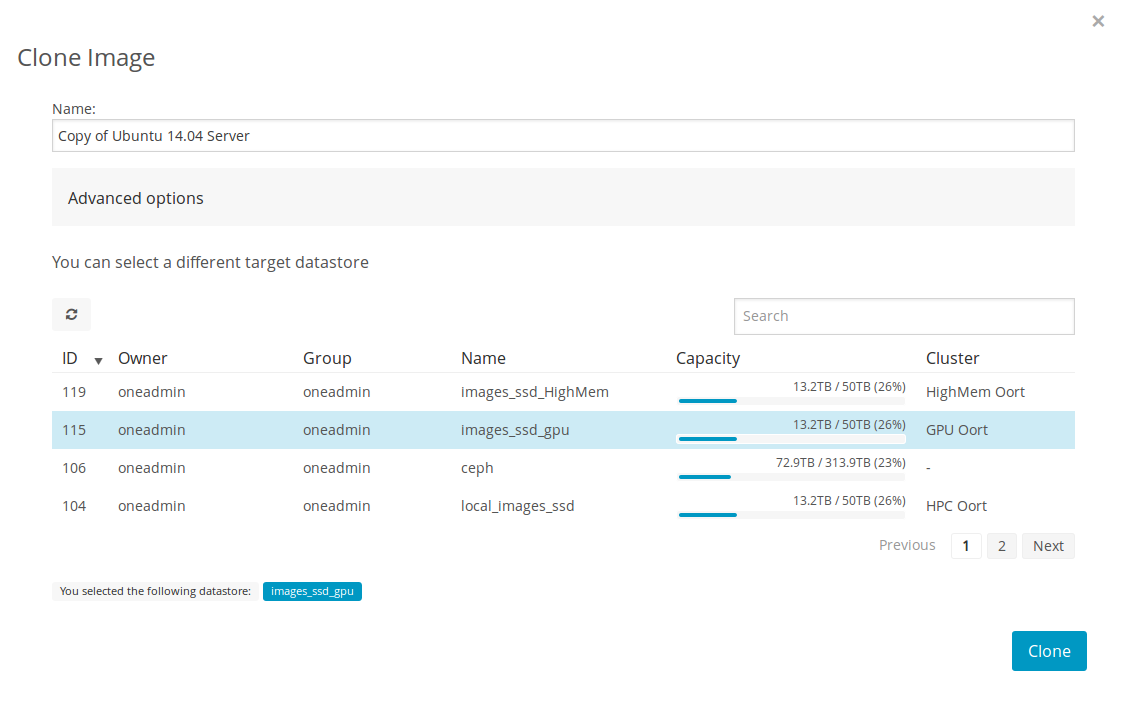 ×
Clone Image
Name:
Copy of Ubuntu 14.04 Server
Advanced options
You can select a different target datastore
Search
ID Owner Group Name Capacity Cluster
119 oneadmin oneadmin images_ssd_HighMem 13.2TB / 50TB (26%) HighMem Oort
115 oneadmin oneadmin images_ssd_gpu 13.2TB / 50TB (26%) GPU Oort
106 oneadmin oneadmin ceph 72.9TB / 313.9TB (23%) -
104 oneadmin oneadmin local_images_ssd 13.2TB / 50TB (26%) HPC Oort
Previous 1 2 Next
You selected the following datastore: images_ssd_gpu
Clone